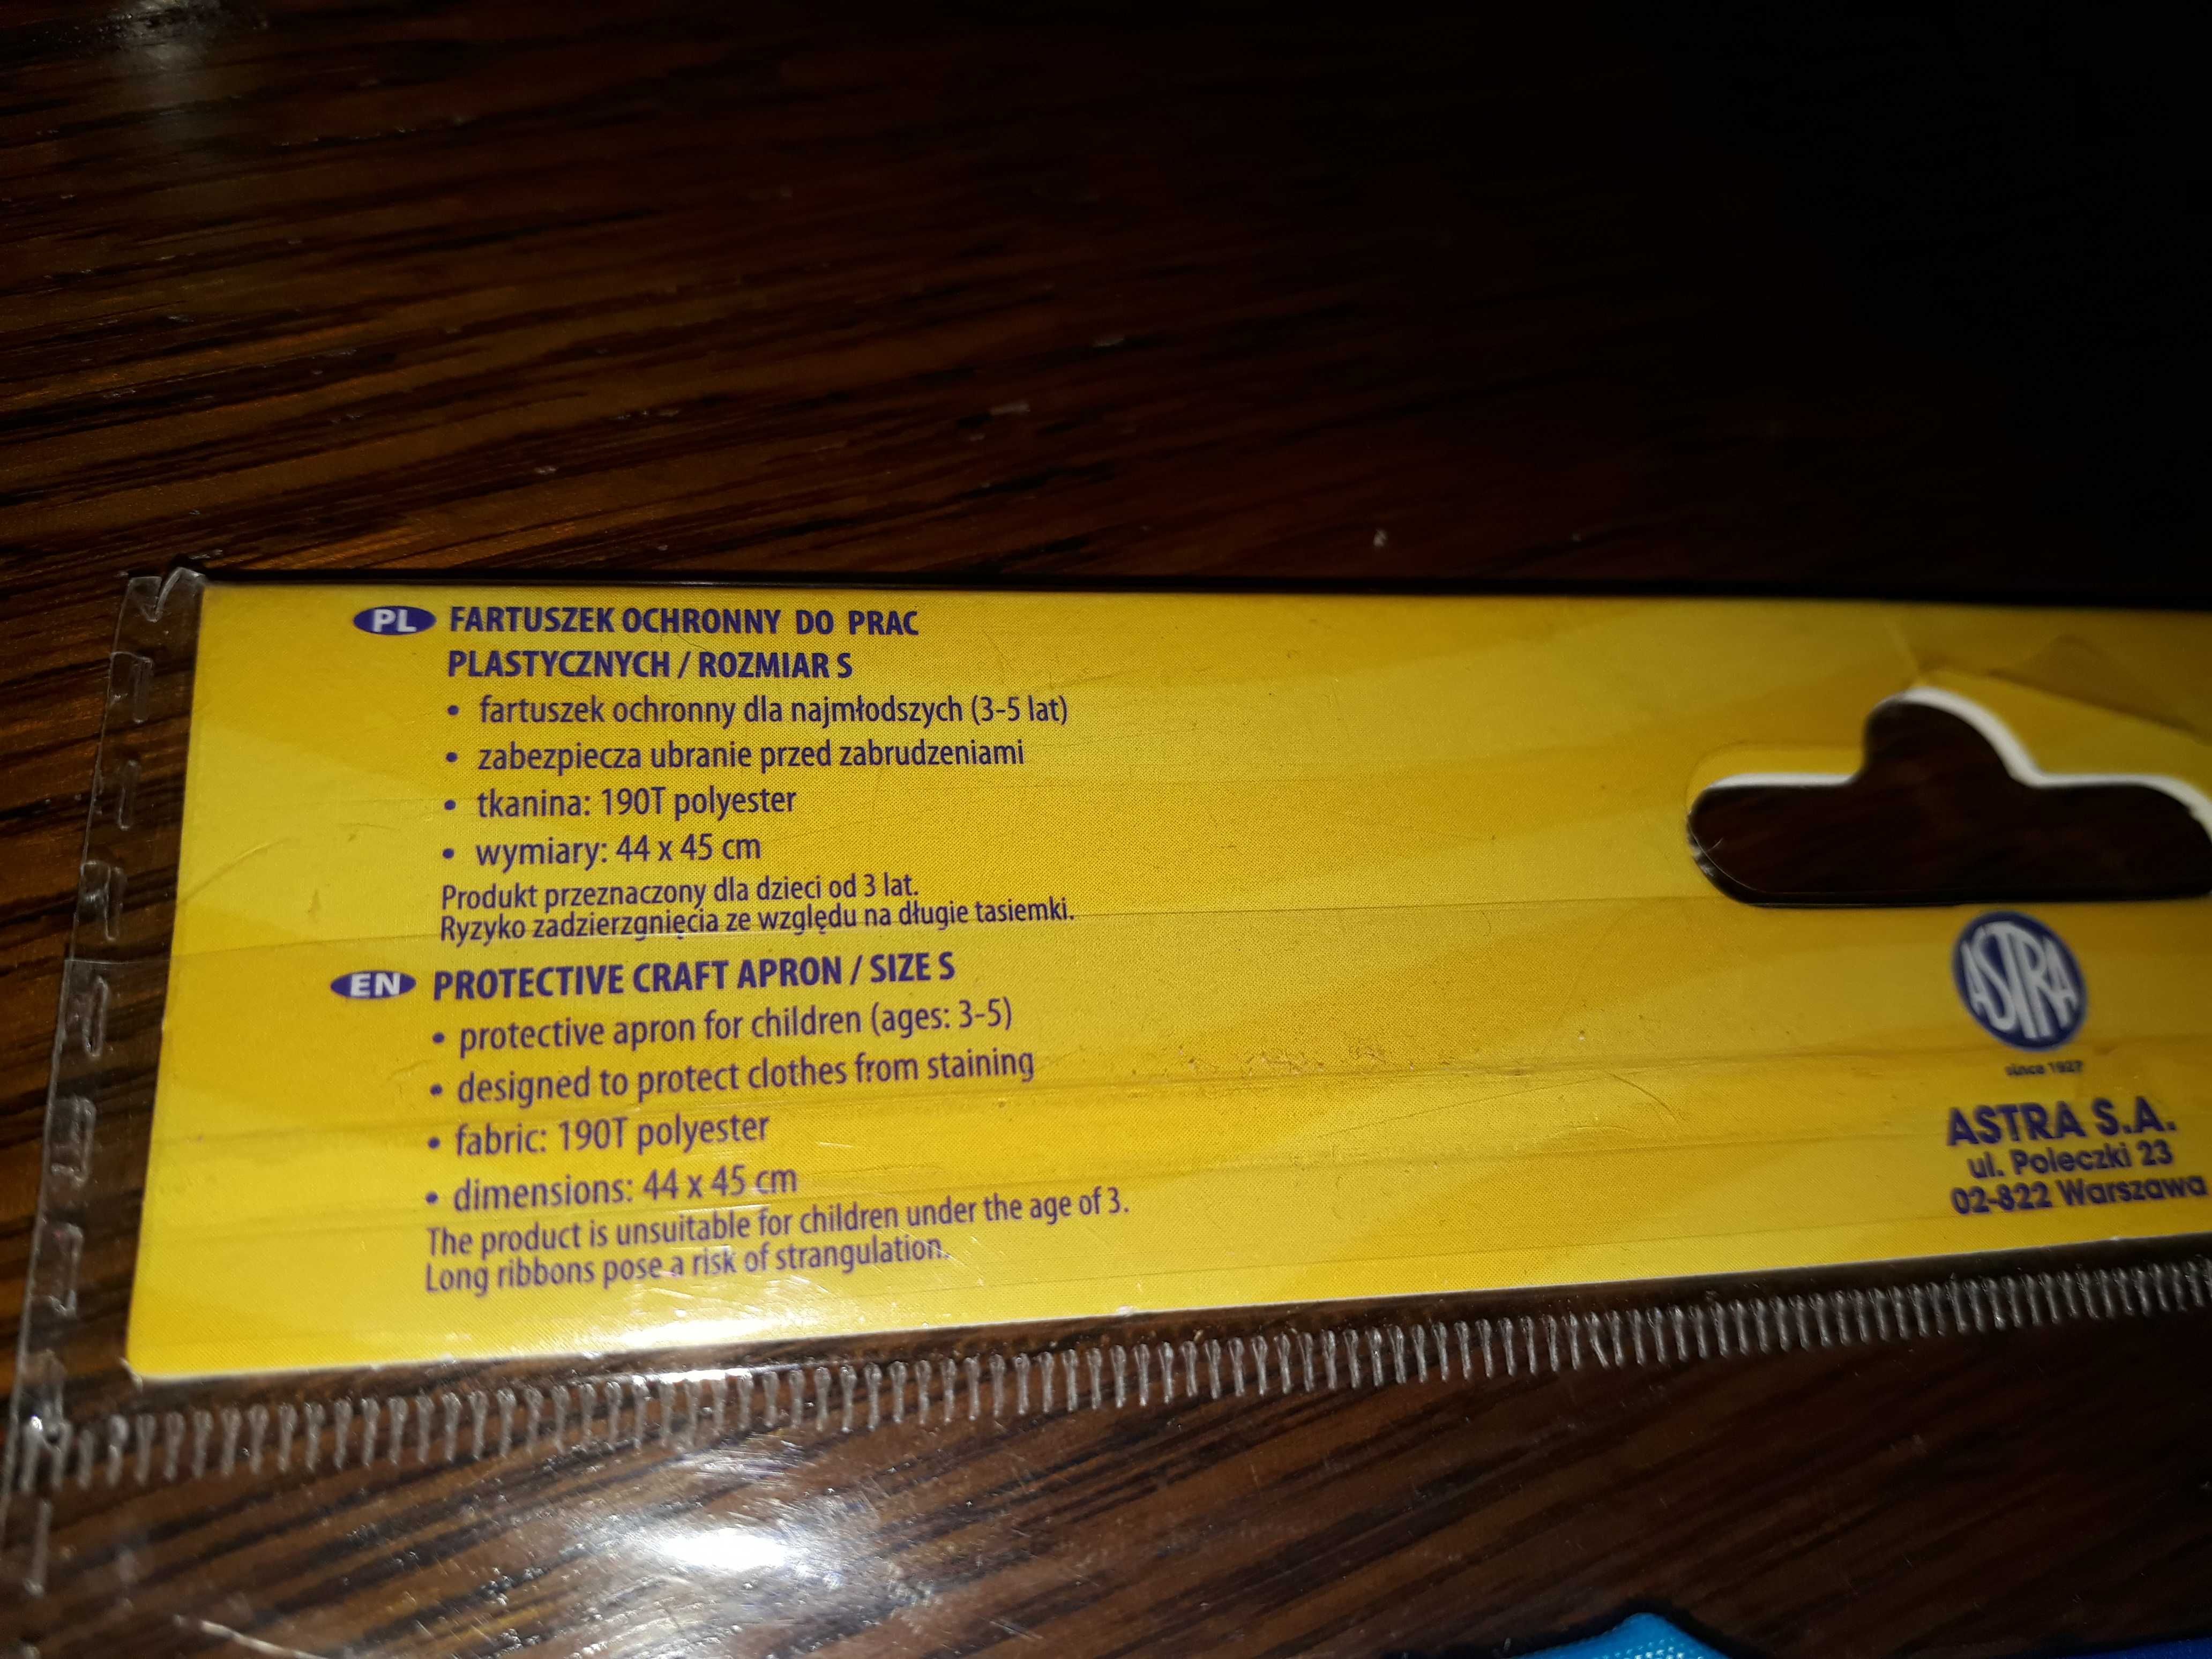 PL FARTUSZEK OCHRONNY DO PRAC
PLASTYCZNYCH / ROZMIAR S
• fartuszek ochronny dla najmłodszych (3-5 lat)
• zabezpiecza ubranie przed zabrudzeniami
• tkanina: 190T polyester
• wymiary: 44 x 45 cm
Produkt przeznaczony dla dzieci od 3 lat.
Ryzyko zadzierzgnięcia ze względu na długie tasiemki.
EN PROTECTIVE CRAFT APRON / SIZE S
• protective apron for children (ages: 3-5)
• designed to protect clothes from staining
• fabric: 190T polyester
• dimensions: 44 x 45 cm
The product is unsuitable for children under the age of 3.
Long ribbons pose a risk of strangulation.
ASTRA
since 1927
ASTRA S.A.
ul. Poleczki 23
02-822 Warszawa